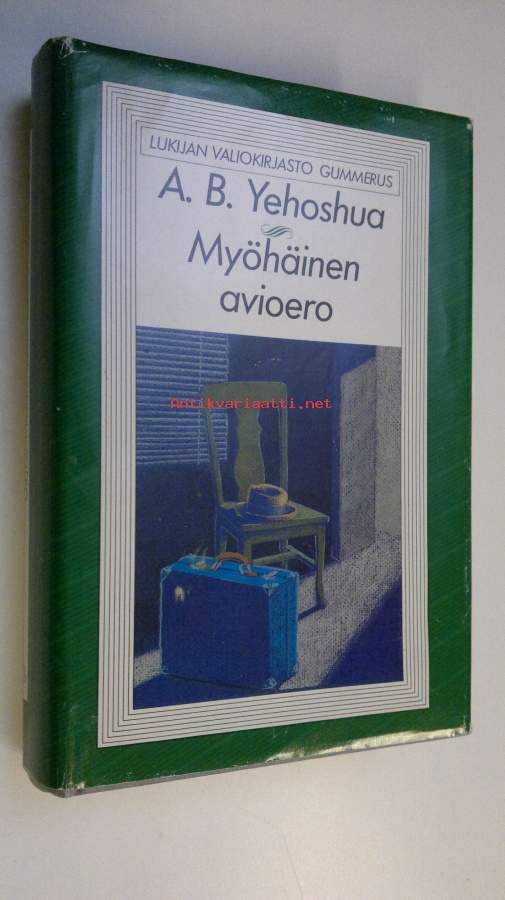 LUKIJAN VALIOKIRJASTO GUMMERUS
A. B. Yehoshua
Myöhäinen
avioero
Antikvariaatti.net